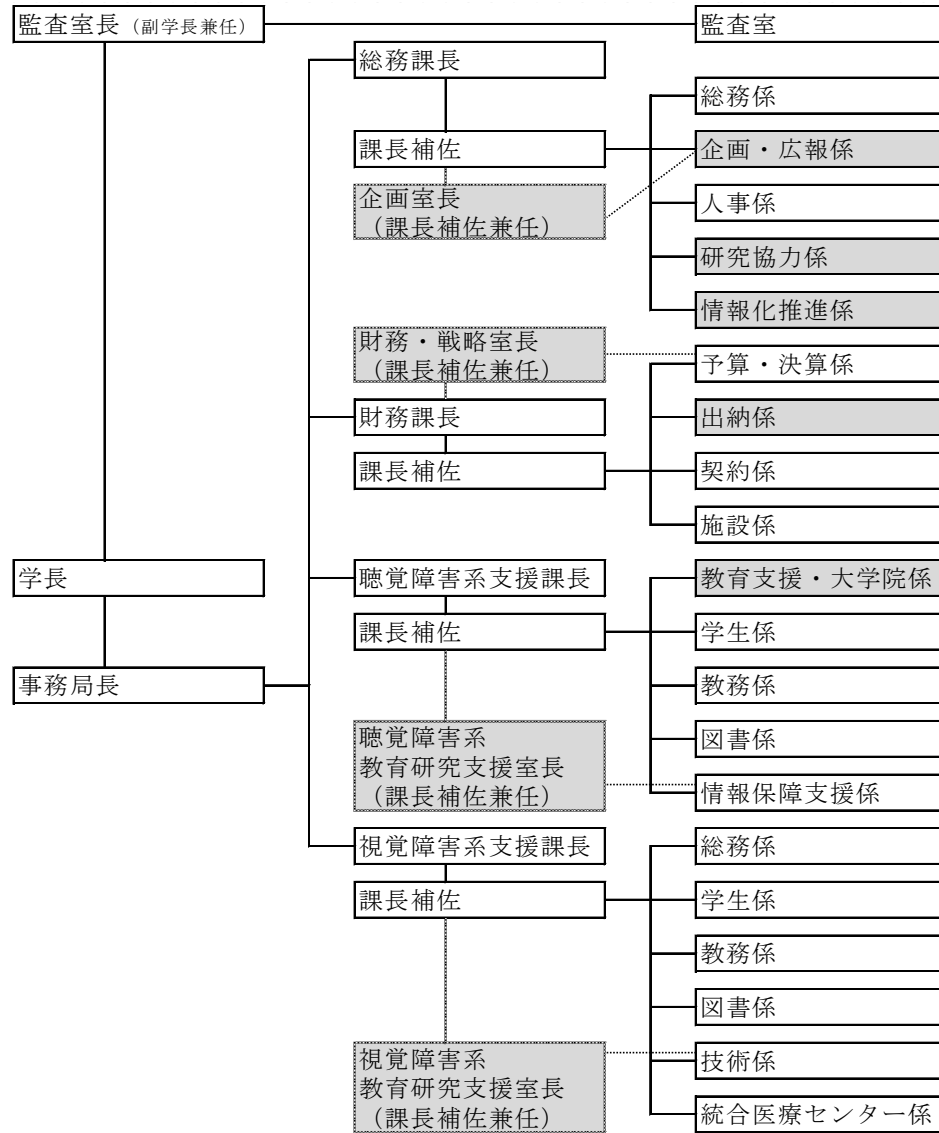 監査室長（副学長兼任）
監査室
総務課長
総務係
課長補佐
企画・広報係
企画室長
（課長補佐兼任）
人事係
研究協力係
情報化推進係
財務・戦略室長
（課長補佐兼任）
予算・決算係
財務課長
出納係
課長補佐
契約係
施設係
学長
聴覚障害系支援課長
教育支援・大学院係
課長補佐
学生係
事務局長
教務係
聴覚障害系
教育研究支援室長
（課長補佐兼任）
図書係
情報保障支援係
視覚障害系支援課長
総務係
課長補佐
学生係
教務係
図書係
視覚障害系
教育研究支援室長
（課長補佐兼任）
技術係
統合医療センター係